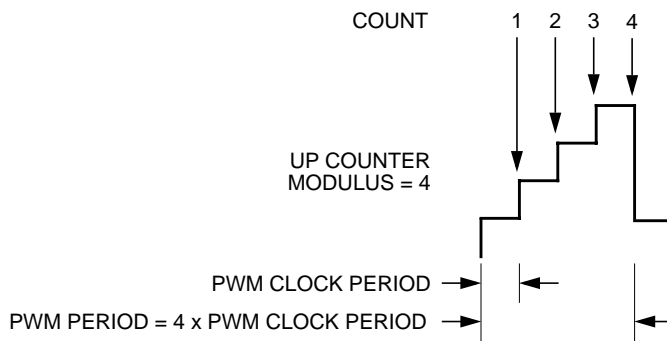 COUNT 1 2 3 4
UP COUNTER
MODULUS = 4
PWM CLOCK PERIOD
PWM PERIOD = 4 x PWM CLOCK PERIOD